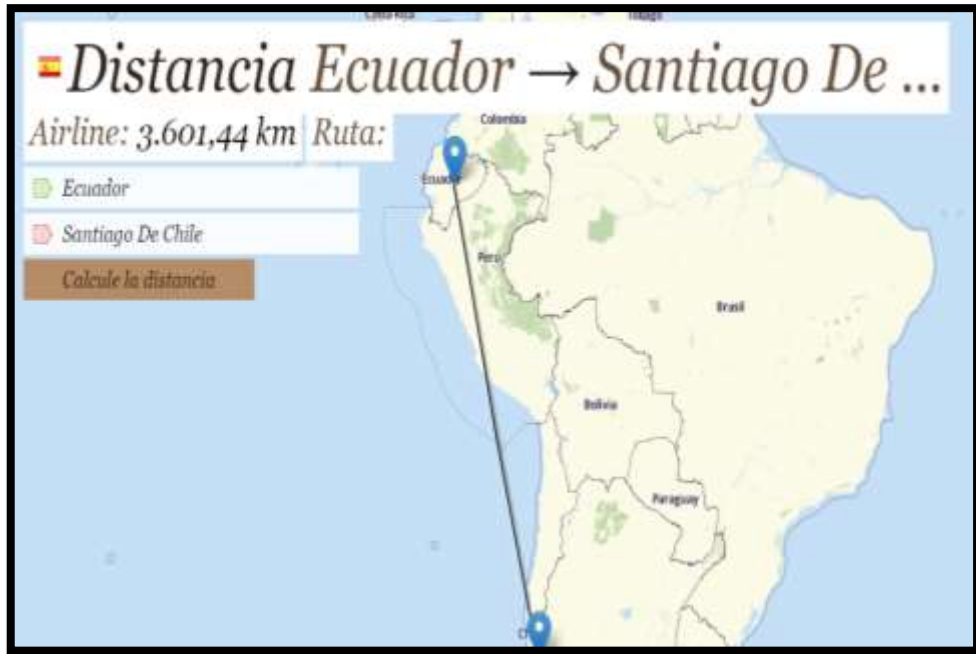 Distancia Ecuador → Santiago De ...
Airline: 3.601,44 km Ruta:
Ecuador
Santiago De Chile
Calcule la distancia
Colombia
Ecuador
Perú
Brasil
Bolivia
Paraguay